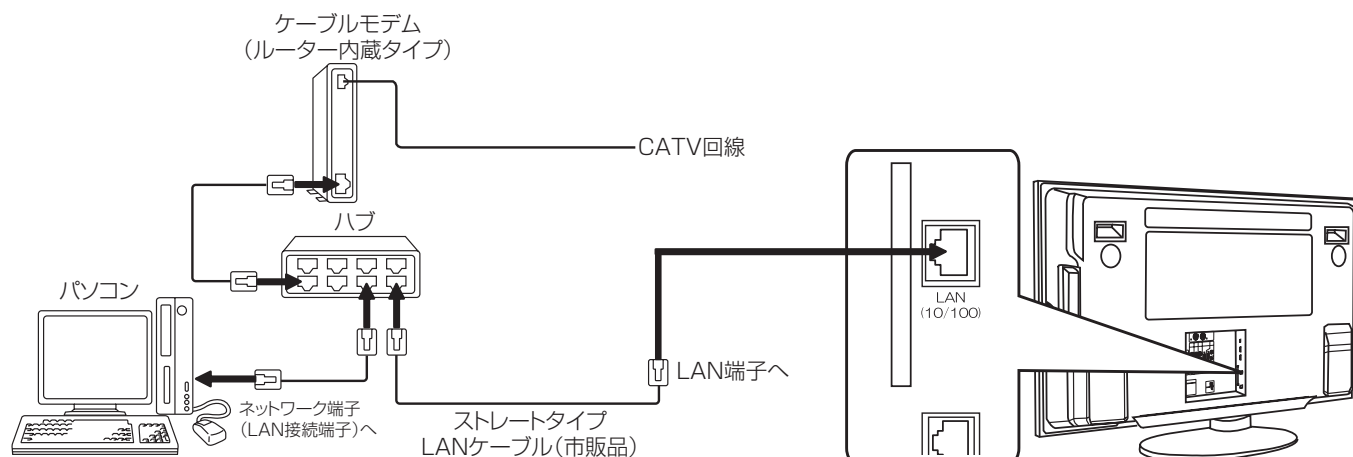 ケーブルモデム
（ルーター内蔵タイプ）
CATV回線
ハブ
パソコン
LAN
(10/100)
LAN端子へ
ネットワーク端子
（LAN接続端子）へ
ストレートタイプ
LANケーブル（市販品）